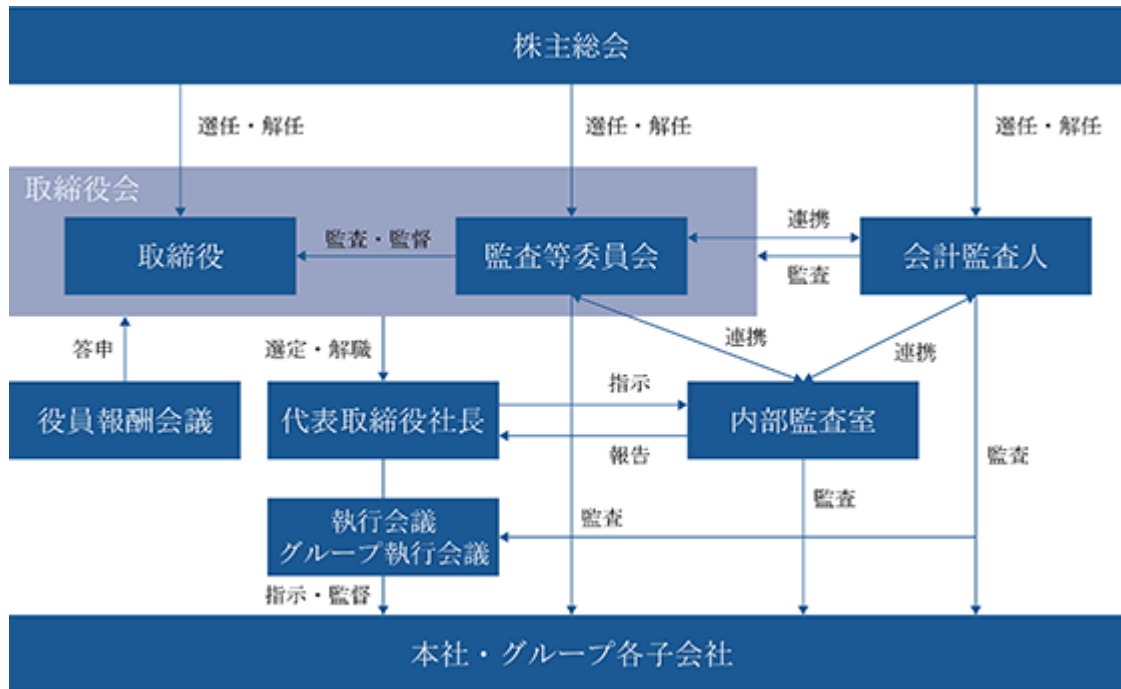 株主総会
選任・解任
選任・解任
選任・解任
取締役会
取締役
監査・監督
監査等委員会
連携
監査
会計監査人
答申
選定・解職
連携
連携
役員報酬会議
代表取締役社長
指示
報告
内部監査室
監査
監査
執行会議
グループ執行会議
監査
指示・監督
本社・グループ各子会社